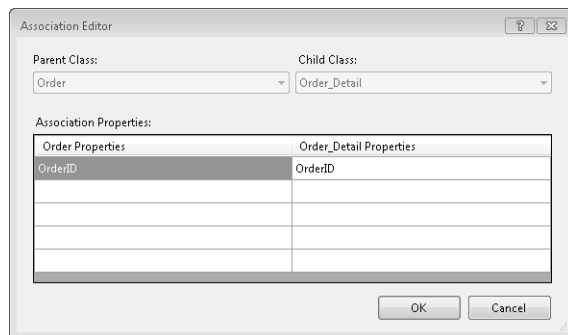 Association Editor
Parent Class: Child Class:
Order Order_Detail
Association Properties:
Order Properties Order_Detail Properties
OrderID OrderID
OK Cancel